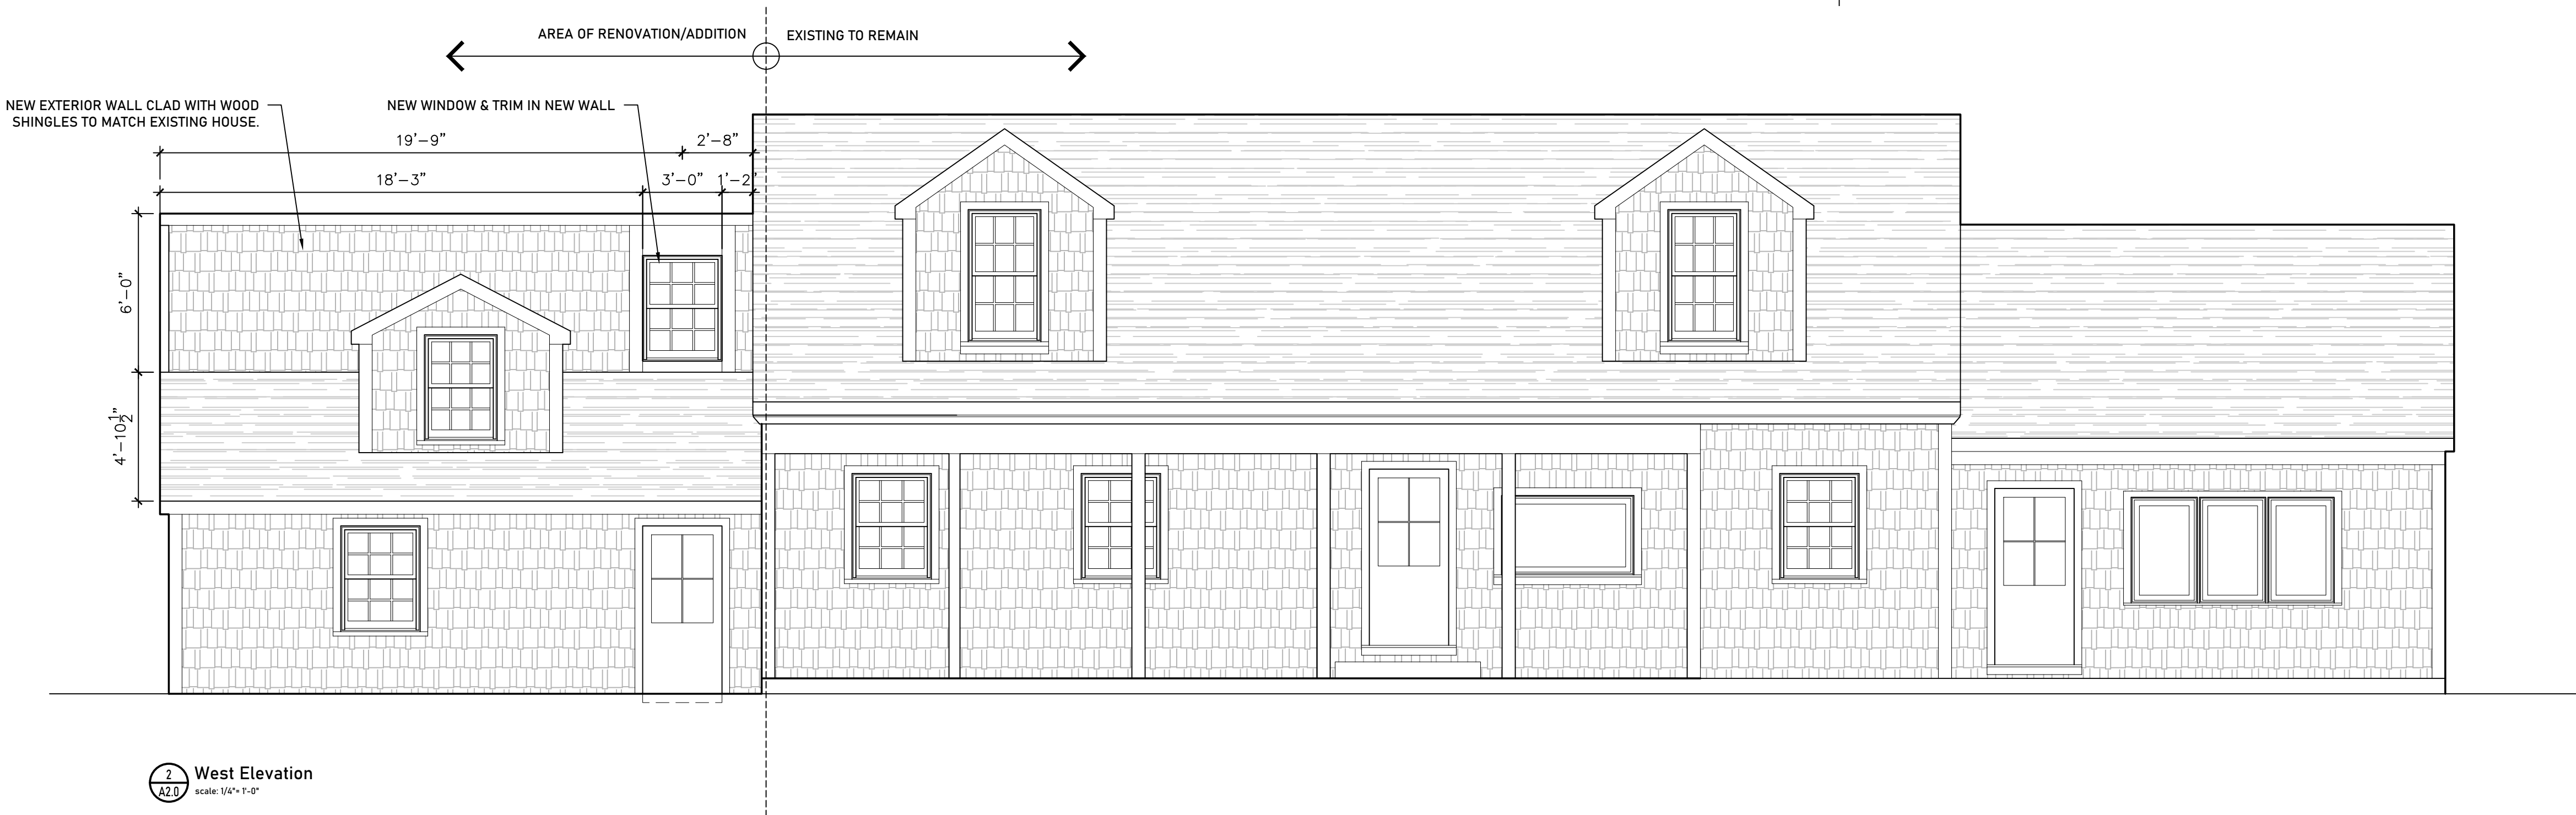 AREA OF RENOVATION/ADDITION
EXISTING TO REMAIN
NEW EXTERIOR WALL CLAD WITH WOOD
SHINGLES TO MATCH EXISTING HOUSE.
NEW WINDOW & TRIM IN NEW WALL
19'-9"
2'-8"
18'-3"
3'-0"
1'-2"
6'-0"
4'-10 1/2"
2
A2.0
West Elevation
scale: 1/4"= 1'-0"